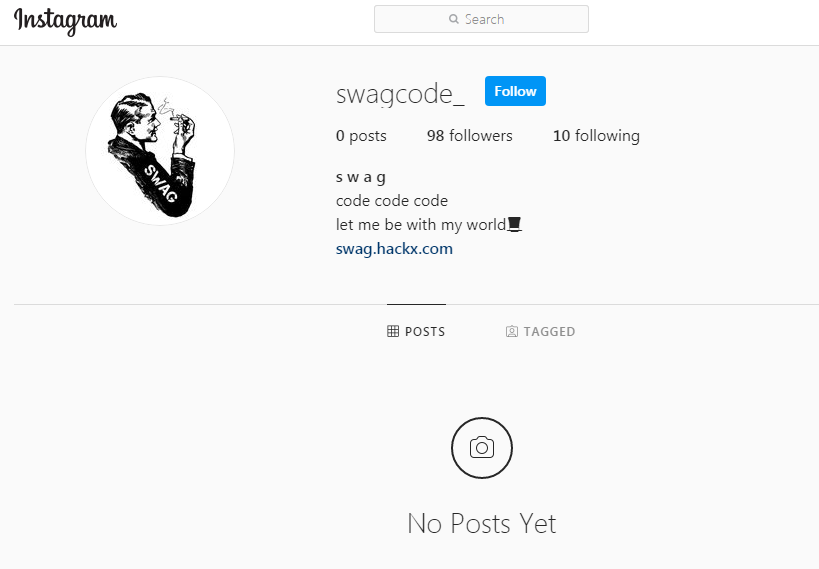 Instagram
Search
swagcode_ Follow
0 posts 98 followers 10 following
s w a g
code code code
let me be with my world🎩
swag.hackx.com
SWAG
POSTS TAGGED
No Posts Yet